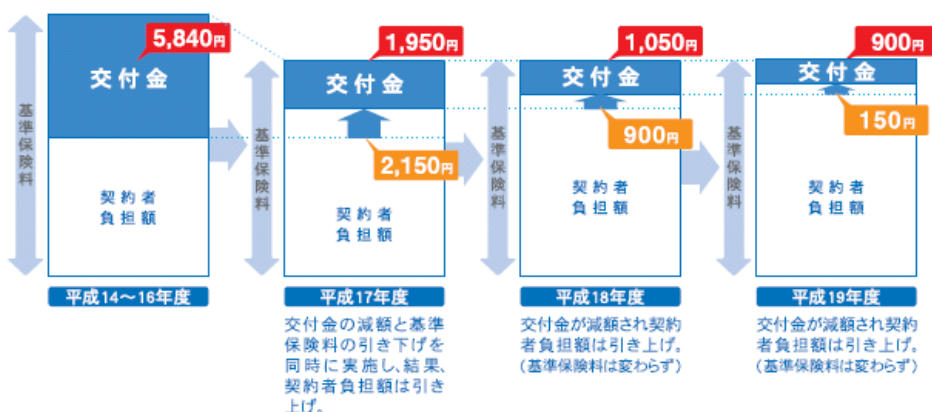 基準保険料
5,840円
交付金
契約者
負担額
平成14〜16年度
基準保険料
1,950円
交付金
2,150円
契約者
負担額
平成17年度
交付金の減額と基準
保険料の引き下げを
同時に実施し、結果、
契約者負担額は引き
上げ。
基準保険料
1,050円
交付金
900円
契約者
負担額
平成18年度
交付金が減額され契約
者負担額は引き上げ。
(基準保険料は変わらず)
基準保険料
900円
交付金
150円
契約者
負担額
平成19年度
交付金が減額され契約
者負担額は引き上げ。
(基準保険料は変わらず)